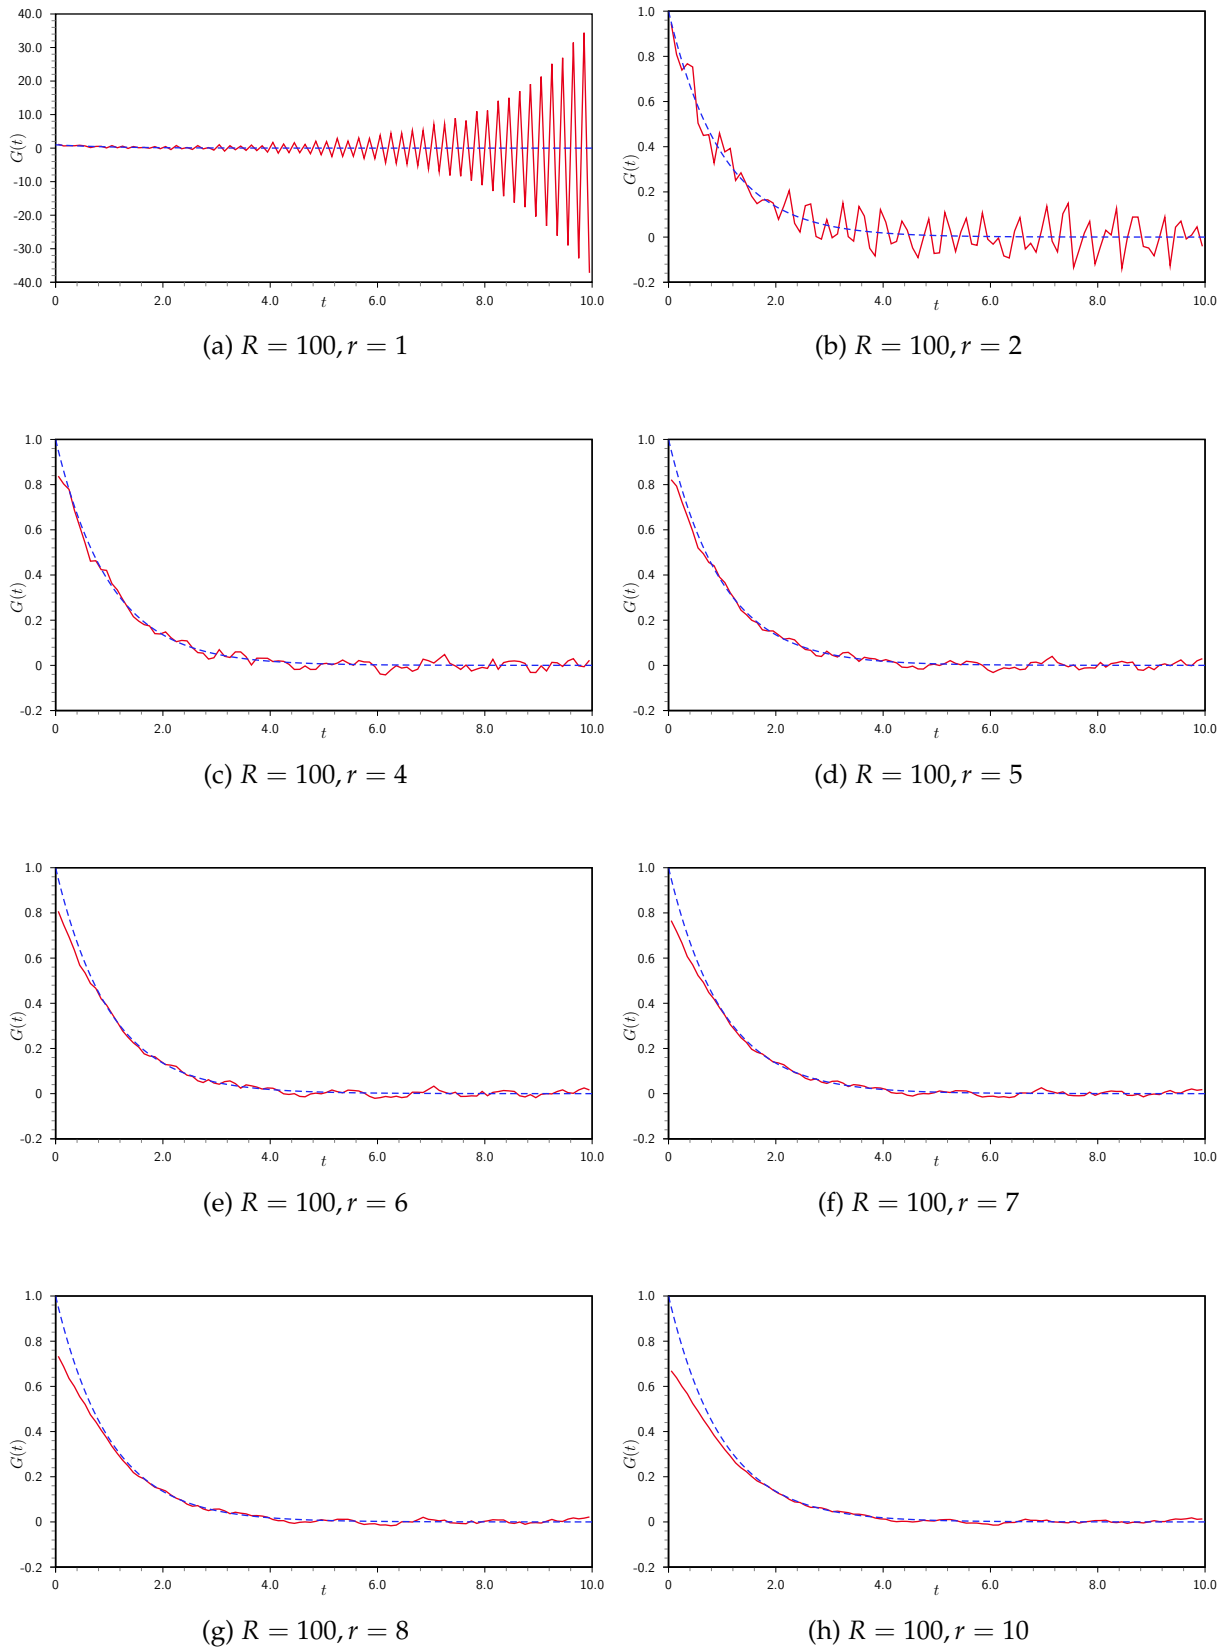 40.0
30.0
20.0
10.0
0
-10.0
-20.0
-30.0
-40.0
G(t)
0 2.0 4.0 6.0 8.0 10.0
t
(a) R = 100, r = 1
1.0
0.8
0.6
0.4
0.2
0
-0.2
G(t)
0 2.0 4.0 6.0 8.0 10.0
t
(b) R = 100, r = 2
1.0
0.8
0.6
0.4
0.2
0
-0.2
G(t)
0 2.0 4.0 6.0 8.0 10.0
t
(c) R = 100, r = 4
1.0
0.8
0.6
0.4
0.2
0
-0.2
G(t)
0 2.0 4.0 6.0 8.0 10.0
t
(d) R = 100, r = 5
1.0
0.8
0.6
0.4
0.2
0
-0.2
G(t)
0 2.0 4.0 6.0 8.0 10.0
t
(e) R = 100, r = 6
1.0
0.8
0.6
0.4
0.2
0
-0.2
G(t)
0 2.0 4.0 6.0 8.0 10.0
t
(f) R = 100, r = 7
1.0
0.8
0.6
0.4
0.2
0
-0.2
G(t)
0 2.0 4.0 6.0 8.0 10.0
t
(g) R = 100, r = 8
1.0
0.8
0.6
0.4
0.2
0
-0.2
G(t)
0 2.0 4.0 6.0 8.0 10.0
t
(h) R = 100, r = 10